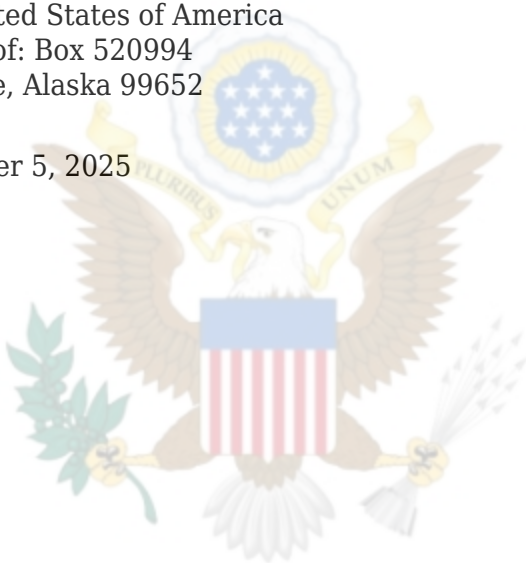 ted States of America
of: Box 520994
e, Alaska 99652
er 5, 2025
PLURIBUS
UNUM